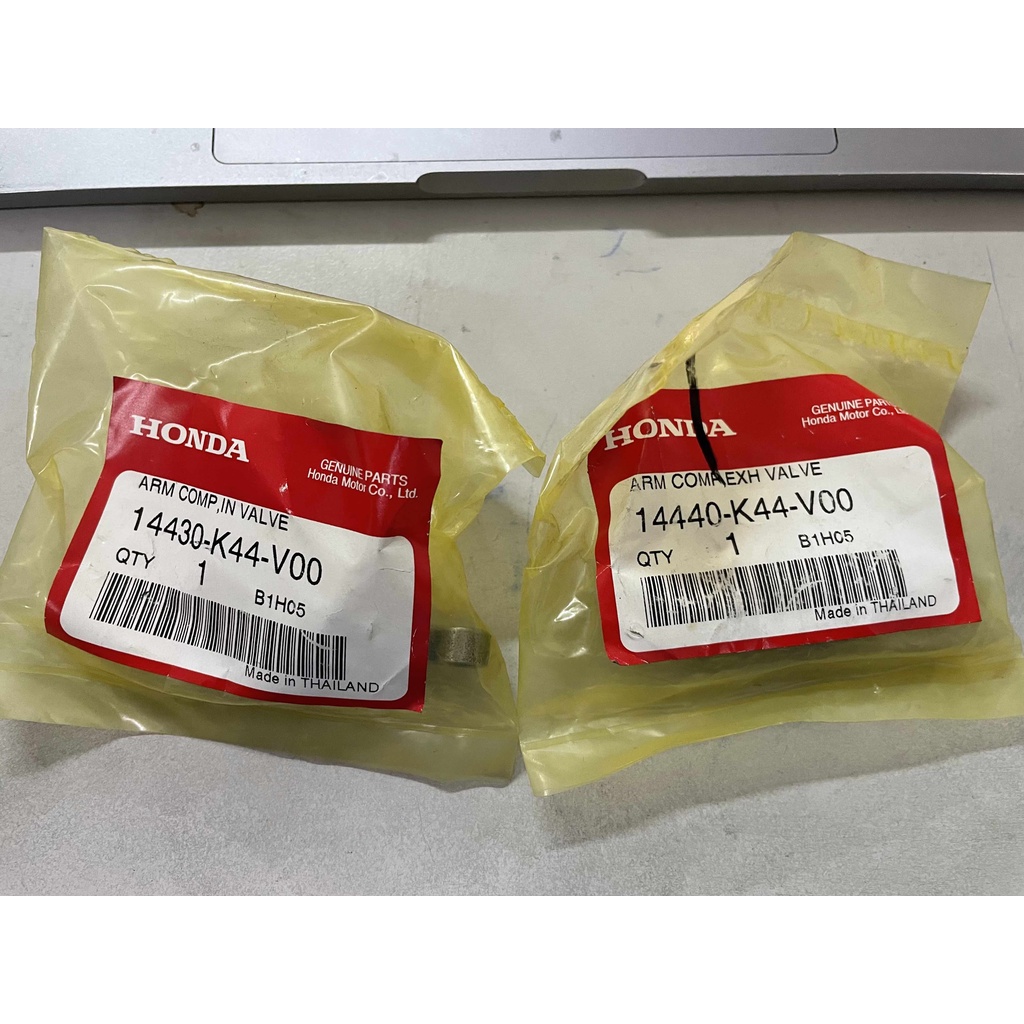 HONDA
GENUINE PARTS
Honda Motor Co., Ltd.
ARM COMP,IN VALVE
14430-K44-V00
QTY 1
B1H05
Made in THAILAND
HONDA
GENUINE PARTS
Honda Motor Co., Ltd.
ARM COMP,EXH VALVE
14440-K44-V00
QTY 1 B1H05
Made in THAILAND